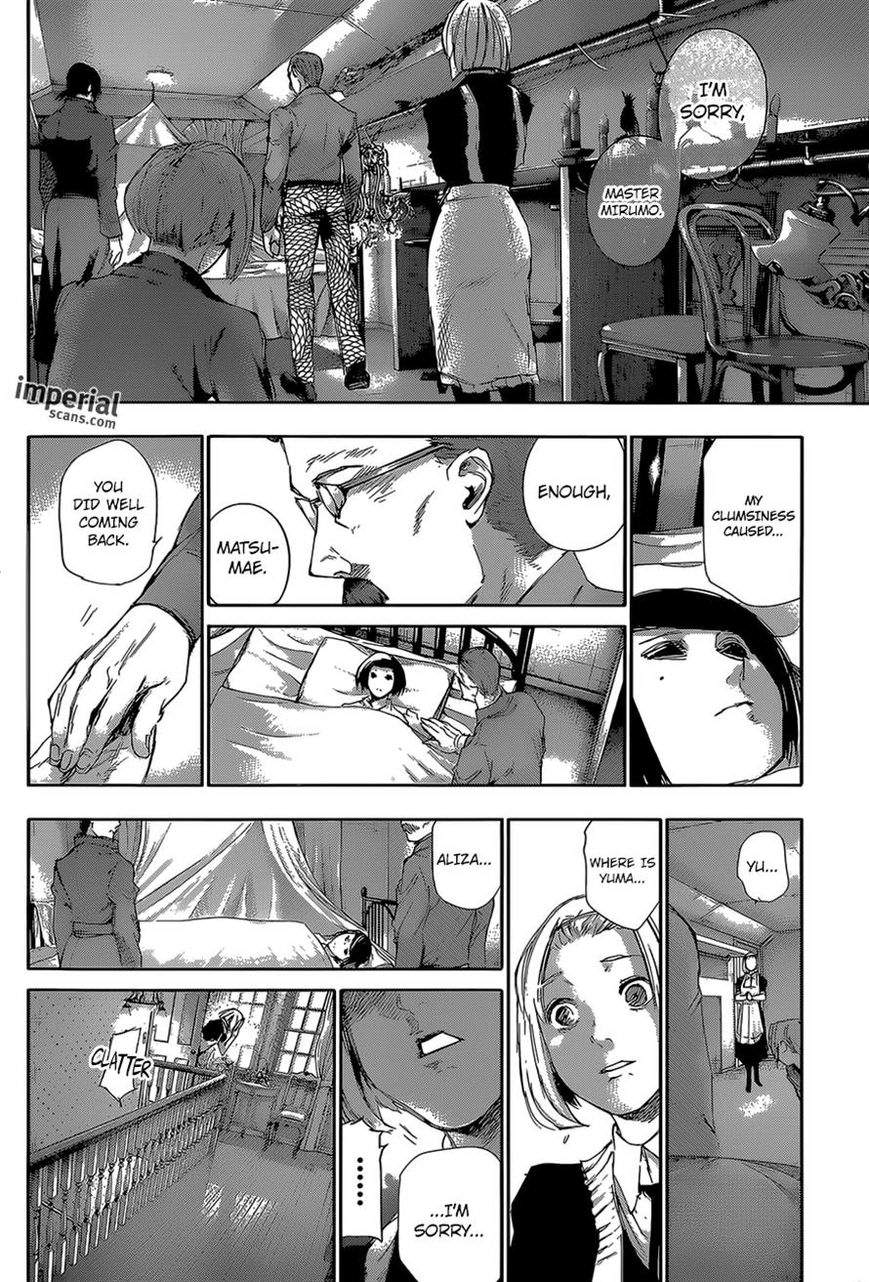 I'M
SORRY,
MASTER
MIRUMO.
imperial
scans.com
MY
CLUMSINESS
CAUSED...
ENOUGH,
MATSU-
MAE.
YOU
DID WELL
COMING
BACK.
YU...
WHERE IS
YUMA...
ALIZA...
......
...I'M
SORRY...
CLATTER